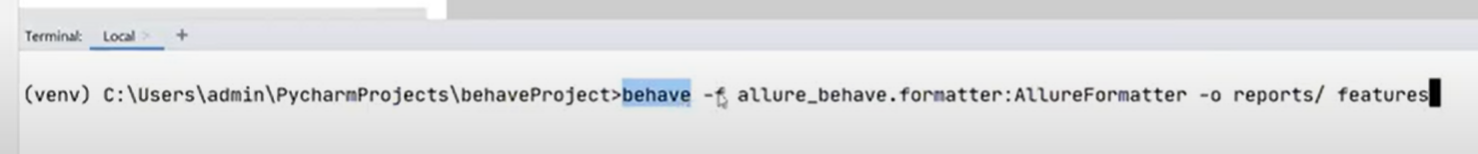 Terminal: Local +
(venv) C:\Users\admin\PycharmProjects\behaveProject>behave -f allure_behave.formatter:AllureFormatter -o reports/ features